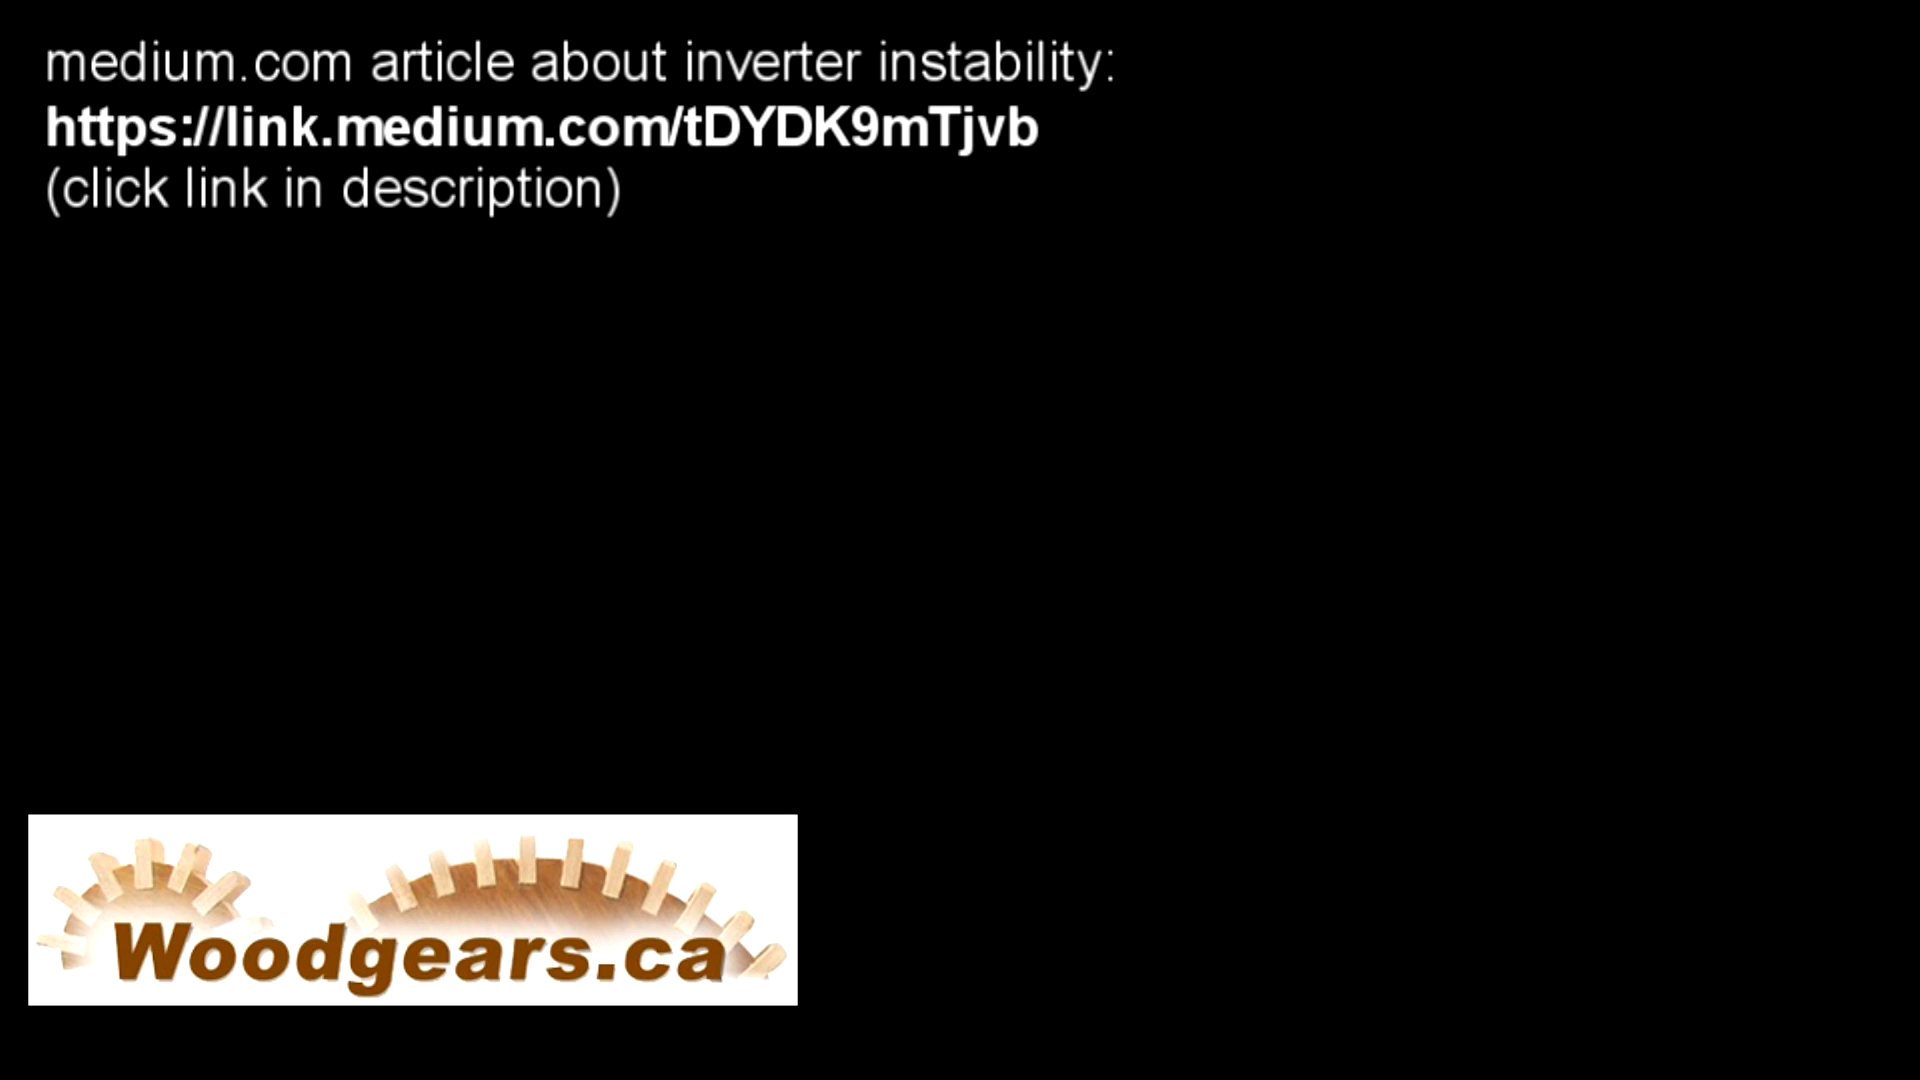 medium.com article about inverter instability:
https://link.medium.com/tDYDK9mTjvb
(click link in description)
Woodgears.ca